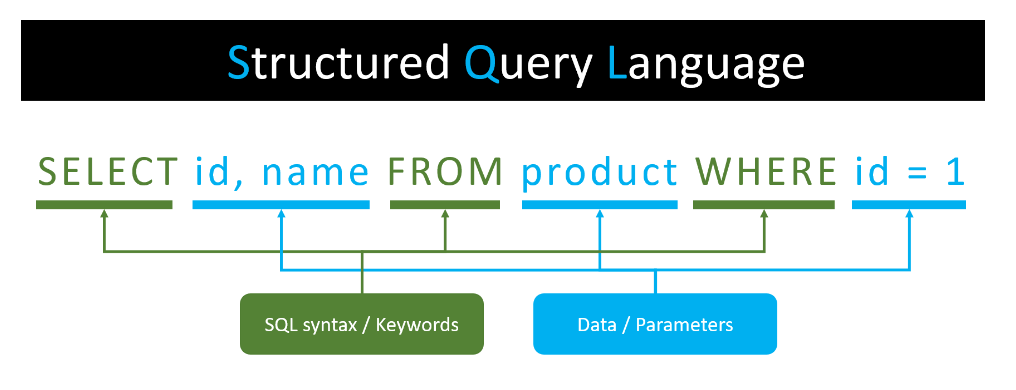 Structured Query Language
SELECT id, name FROM product WHERE id = 1
SQL syntax / Keywords
Data / Parameters